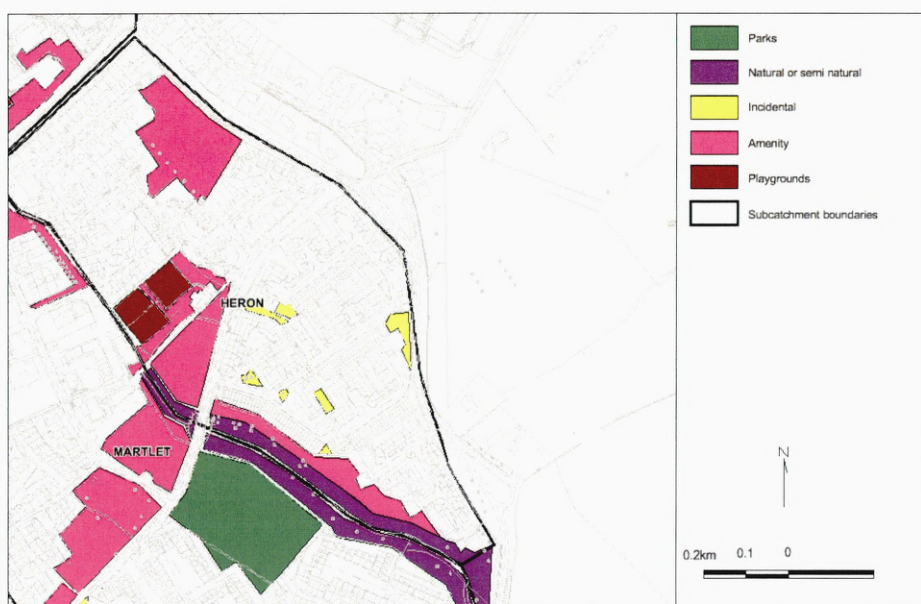 Parks
Natural or semi natural
Incidental
Amenity
Playgrounds
Subcatchment boundaries
HERON
MARTLET
N
0.2km 0.1 0